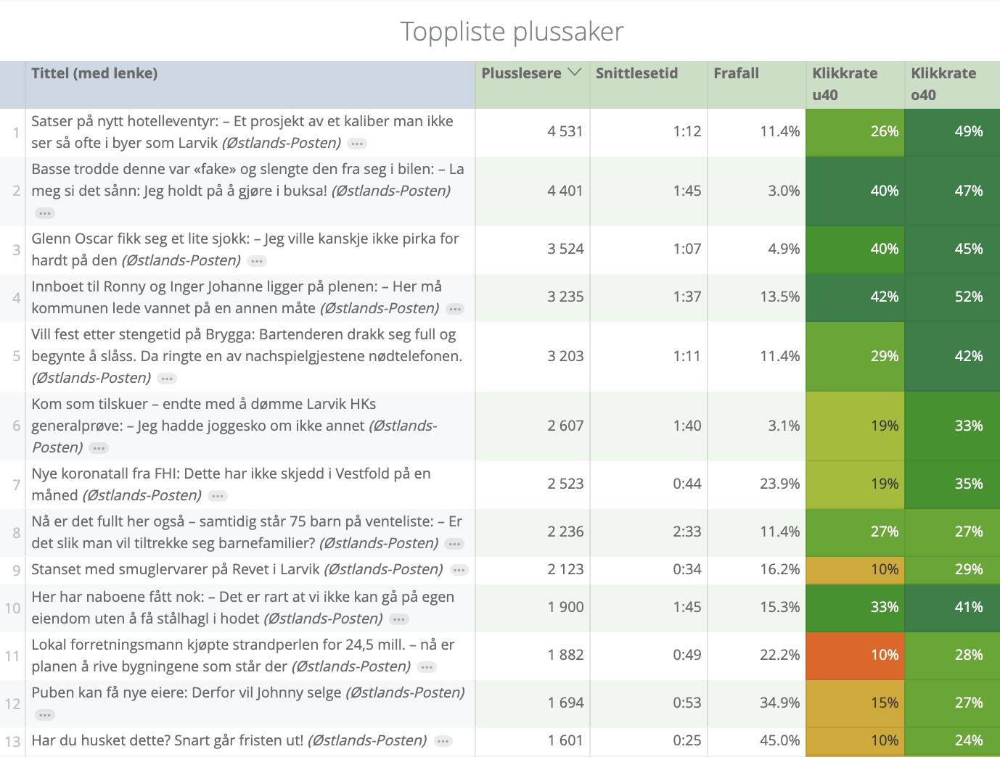 Toppliste plussaker
Tittel (med lenke) Plusslesere Snittlesetid Frafall Klikkrate u40 Klikkrate o40
1 Satser på nytt hotelleventyr: – Et prosjekt av et kaliber man ikke
ser så ofte i byer som Larvik (Østlands-Posten) 4 531 1:12 11.4% 26% 49%
2 Basse trodde denne var «fake» og slengte den fra seg i bilen: – La
meg si det sånn: Jeg holdt på å gjøre i buksa! (Østlands-Posten) 4 401 1:45 3.0% 40% 47%
3 Glenn Oscar fikk seg et lite sjokk: – Jeg ville kanskje ikke pirka for
hardt på den (Østlands-Posten) 3 524 1:07 4.9% 40% 45%
4 Innboet til Ronny og Inger Johanne ligger på plenen: – Her må
kommunen lede vannet på en annen måte (Østlands-Posten) 3 235 1:37 13.5% 42% 52%
5 Vill fest etter stengetid på Brygga: Bartenderen drakk seg full og
begynte å slåss. Da ringte en av nachspielgjestene nødtelefonen.
(Østlands-Posten) 3 203 1:11 11.4% 29% 42%
6 Kom som tilskuer – endte med å dømme Larvik HKs
generalprøve: – Jeg hadde joggesko om ikke annet (Østlands-
Posten) 2 607 1:40 3.1% 19% 33%
7 Nye koronatall fra FHI: Dette har ikke skjedd i Vestfold på en
måned (Østlands-Posten) 2 523 0:44 23.9% 19% 35%
8 Nå er det fullt her også – samtidig står 75 barn på venteliste: – Er
det slik man vil tiltrekke seg barnefamilier? (Østlands-Posten) 2 236 2:33 11.4% 27% 27%
9 Stanset med smuglervarer på Revet i Larvik (Østlands-Posten) 2 123 0:34 16.2% 10% 29%
10 Her har naboene fått nok: – Det er rart at vi ikke kan gå på egen
eiendom uten å få stålhagl i hodet (Østlands-Posten) 1 900 1:45 15.3% 33% 41%
11 Lokal forretningsmann kjøpte strandperlen for 24,5 mill. – nå er
planen å rive bygningene som står der (Østlands-Posten) 1 882 0:49 22.2% 10% 28%
12 Puben kan få nye eiere: Derfor vil Johnny selge (Østlands-Posten) 1 694 0:53 34.9% 15% 27%
13 Har du husket dette? Snart går fristen ut! (Østlands-Posten) 1 601 0:25 45.0% 10% 24%